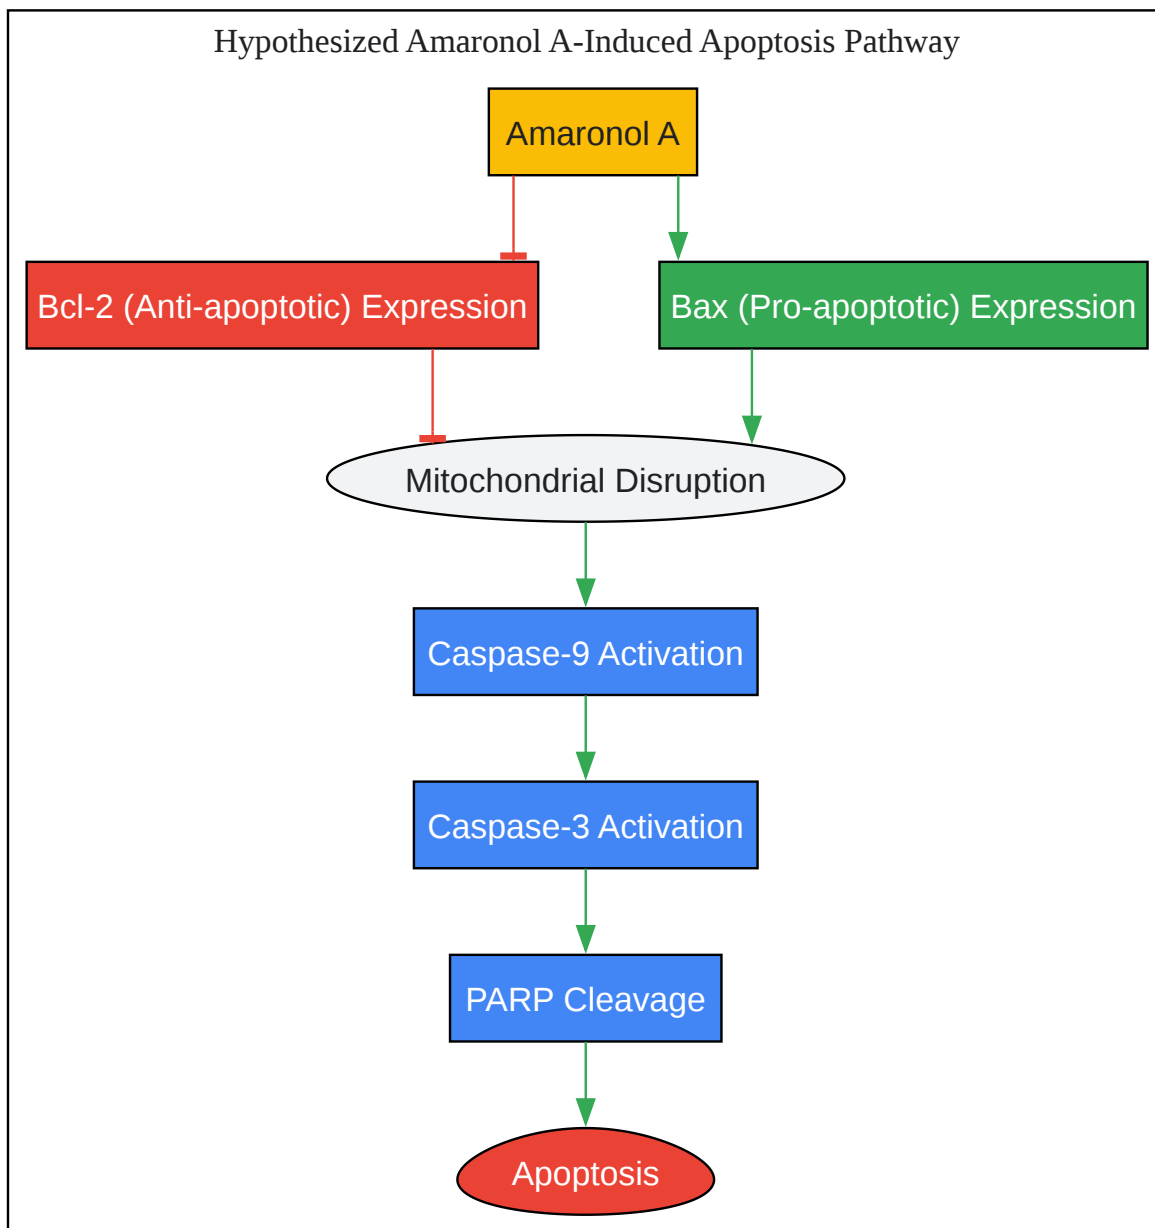 Hypothesized Amaronol A-Induced Apoptosis Pathway
Amaronol A
Bcl-2 (Anti-apoptotic) Expression
Bax (Pro-apoptotic) Expression
Mitochondrial Disruption
Caspase-9 Activation
Caspase-3 Activation
PARP Cleavage
Apoptosis